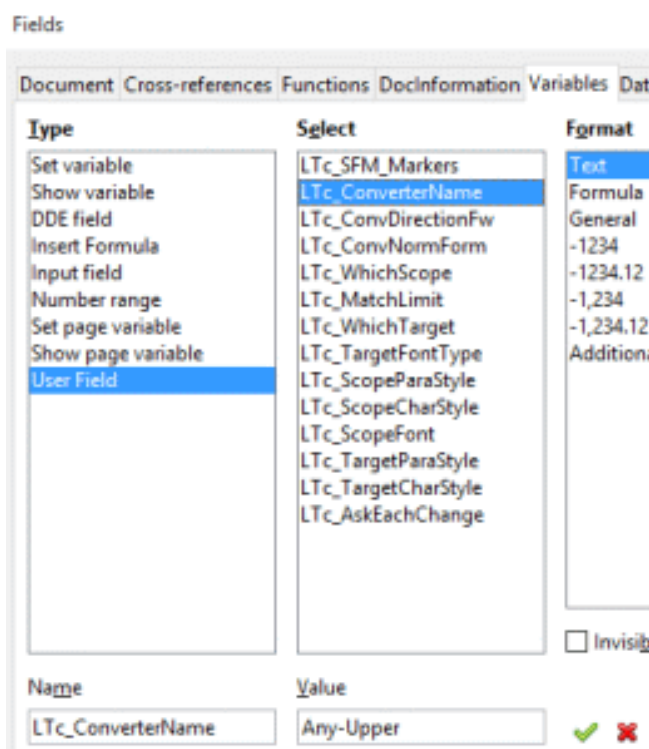 Fields
Document Cross-references Functions DocInformation Variables Dat
Type
Set variable
Show variable
DDE field
Insert Formula
Input field
Number range
Set page variable
Show page variable
User Field
Select
LTc_SFM_Markers
LTc_ConverterName
LTc_ConvDirectionFw
LTc_ConvNormForm
LTc_WhichScope
LTc_MatchLimit
LTc_WhichTarget
LTc_TargetFontType
LTc_ScopeParaStyle
LTc_ScopeCharStyle
LTc_ScopeFont
LTc_TargetParaStyle
LTc_TargetCharStyle
LTc_AskEachChange
Format
Text
Formula
General
-1234
-1234.12
-1,234
-1,234.12
Additiona
Invisib
Name
LTc_ConverterName
Value
Any-Upper